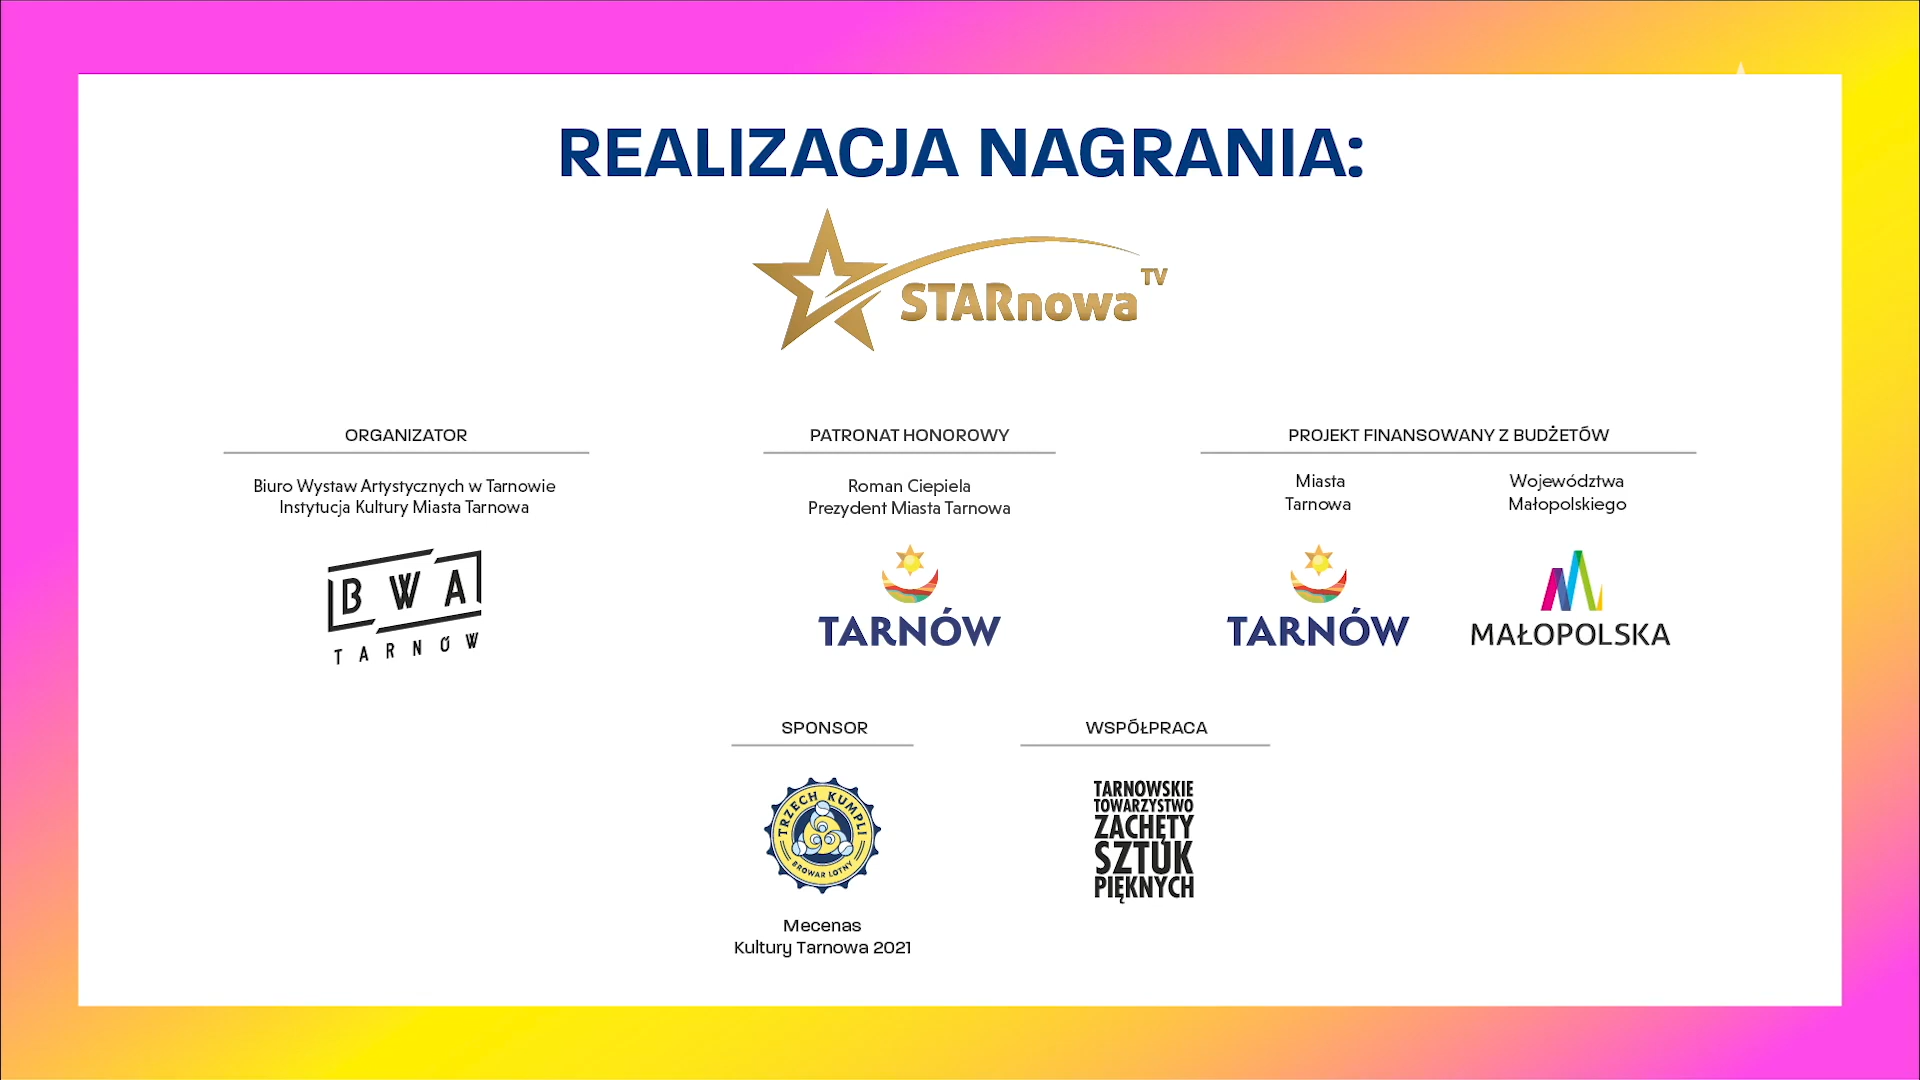 REALIZACJA NAGRANIA:
STARnowa TV
ORGANIZATOR
Biuro Wystaw Artystycznych w Tarnowie
Instytucja Kultury Miasta Tarnowa
BWA
TARNÓW
PATRONAT HONOROWY
Roman Ciepiela
Prezydent Miasta Tarnowa
TARNÓW
PROJEKT FINANSOWANY Z BUDŻETÓW
Miasta
Tarnowa
TARNÓW
Województwa
Małopolskiego
MAŁOPOLSKA
SPONSOR
TRZECH KUMPLI
BROWAR LOTNY
Mecenas
Kultury Tarnowa 2021
WSPÓŁPRACA
TARNOWSKIE
TOWARZYSTWO
ZACHĘTY
SZTUK
PIĘKNYCH